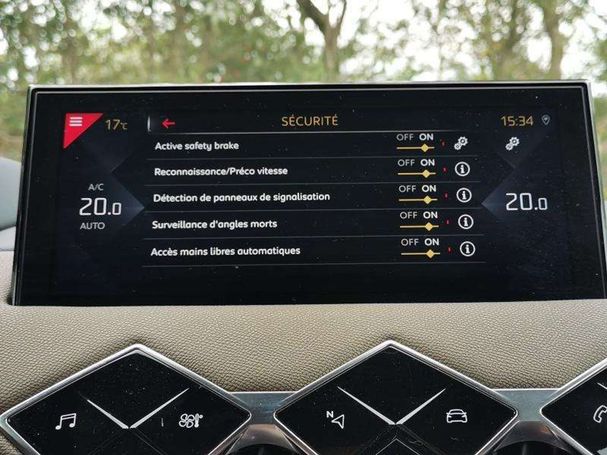 17°C
SÉCURITÉ
15:34
Active safety brake OFF ON
Reconnaissance/Préco vitesse OFF ON
Détection de panneaux de signalisation OFF ON
Surveillance d'angles morts OFF ON
Accès mains libres automatiques OFF ON
A/C
20.0
AUTO
20.0
N